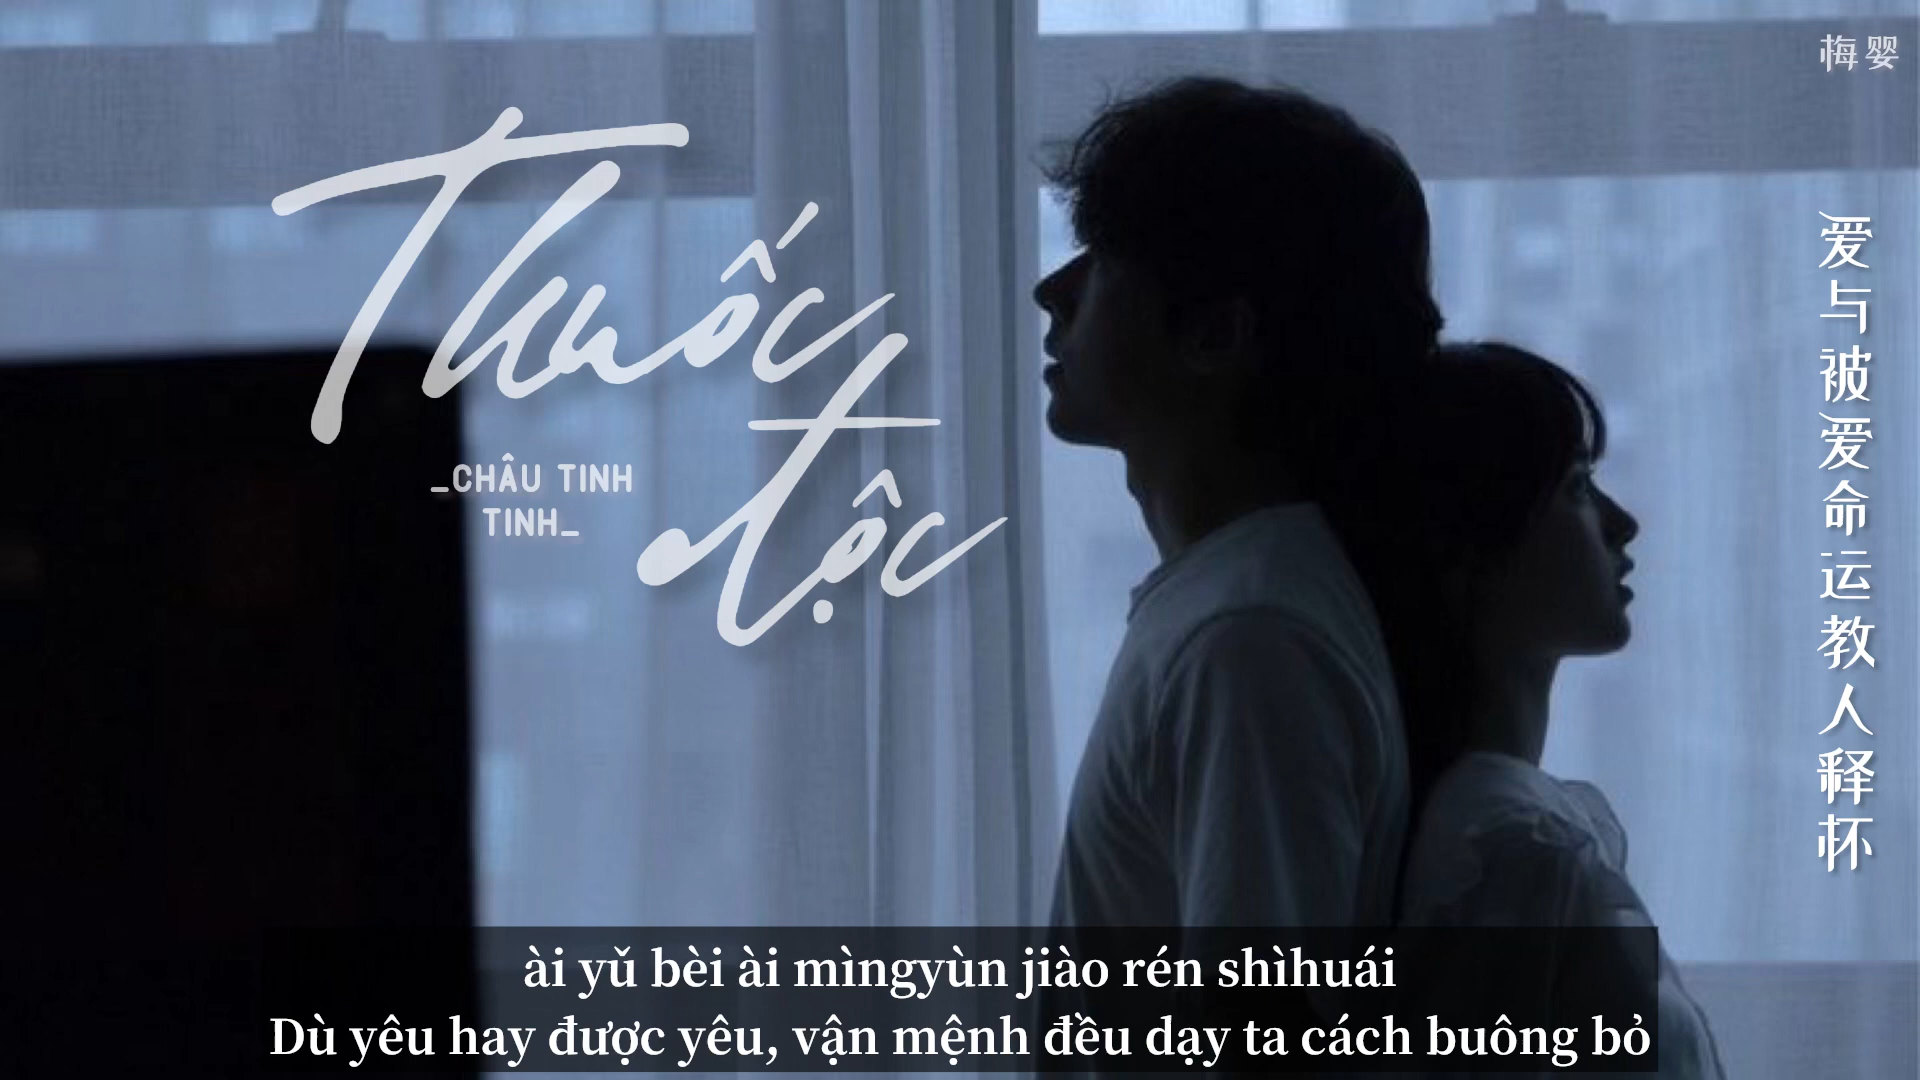 梅婴
Thuốc
độc
_CHÂU TINH
TINH_
爱与被爱命运教人释怀
ài yǔ bèi ài mìngyùn jiào rén shìhuái
Dù yêu hay được yêu, vận mệnh đều dạy ta cách buông bỏ